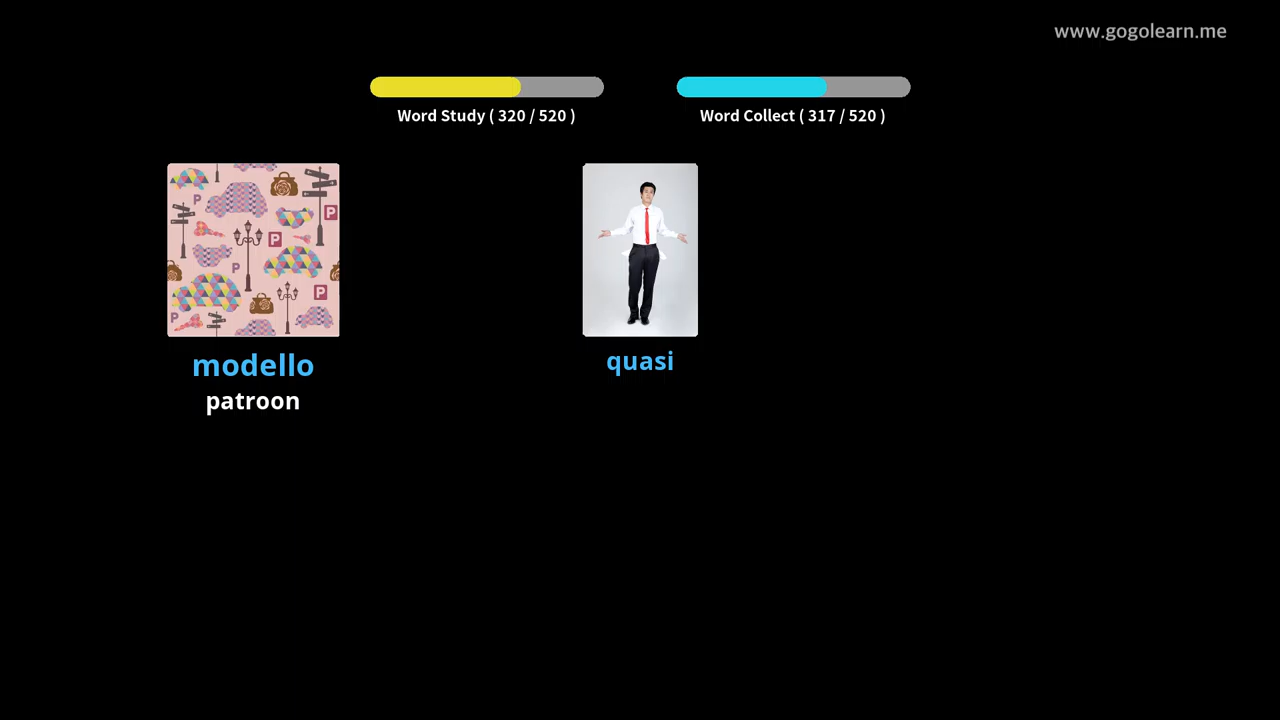 www.gogolearn.me
Word Study ( 320 / 520 )
Word Collect ( 317 / 520 )
P
P
P
P
P
P
modello
patroon
quasi